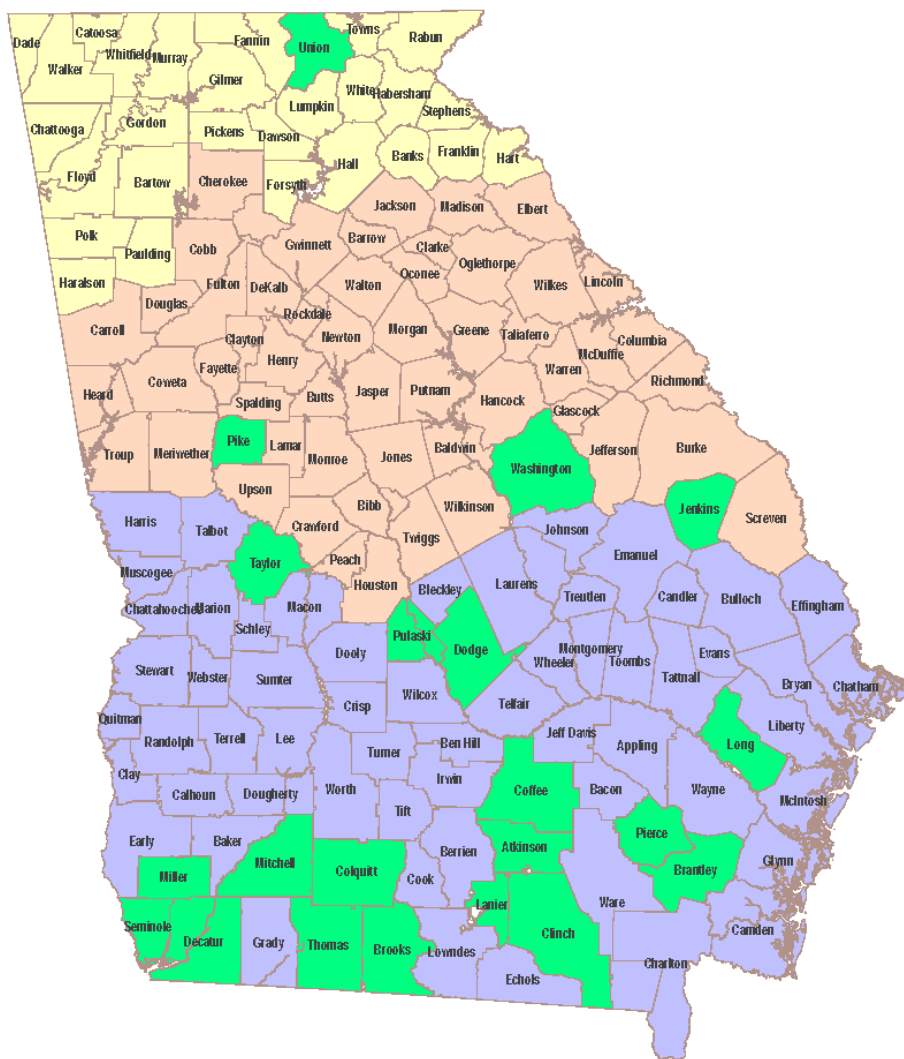 Dade
Catoosa
Whitfield
Murray
Fannin
Union
Towns
Rabun
Walker
Gilmer
White
Habersham
Lumpkin
Stephens
Chattooga
Gordon
Pickens
Dawson
Hall
Banks
Franklin
Hart
Floyd
Bartow
Cherokee
Forsyth
Jackson
Madison
Elbert
Polk
Paulding
Cobb
Gwinnett
Barrow
Clarke
Oglethorpe
Haralson
Douglas
Fulton
DeKalb
Walton
Oconee
Wilkes
Lincoln
Carroll
Clayton
Rockdale
Newton
Morgan
Greene
Taliaferro
Columbia
McDuffie
Warren
Heard
Coweta
Fayette
Henry
Butts
Jasper
Putnam
Hancock
Glascock
Richmond
Spalding
Troup
Meriwether
Pike
Lamar
Monroe
Jones
Baldwin
Washington
Jefferson
Burke
Upson
Bibb
Wilkinson
Jenkins
Screven
Harris
Talbot
Crawford
Twiggs
Johnson
Emanuel
Muscogee
Taylor
Peach
Houston
Bleckley
Laurens
Treutlen
Candler
Bulloch
Effingham
Chattahoochee
Marion
Macon
Schley
Dooly
Pulaski
Dodge
Wheeler
Montgomery
Toombs
Tattnall
Evans
Bryan
Chatham
Stewart
Webster
Sumter
Crisp
Wilcox
Telfair
Long
Liberty
Quitman
Randolph
Terrell
Lee
Turner
Ben Hill
Jeff Davis
Appling
Clay
Calhoun
Dougherty
Worth
Tift
Irwin
Coffee
Bacon
Wayne
McIntosh
Early
Baker
Mitchell
Colquitt
Cook
Berrien
Atkinson
Pierce
Brantley
Glynn
Miller
Seminole
Decatur
Grady
Thomas
Brooks
Lowndes
Lanier
Clinch
Ware
Camden
Echols
Charlton